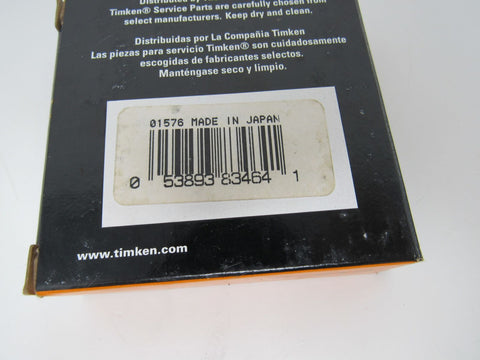 Distributed by
Timken® Service Parts are carefully chosen from
select manufacturers. Keep dry and clean.
Distribuidas por La Compañia Timken
Las piezas para servicio Timken® son cuidadosamente
escogidas de fabricantes selectos.
Manténgase seco y limpio.
01576 MADE IN JAPAN
0 53893 83464 1
www.timken.com